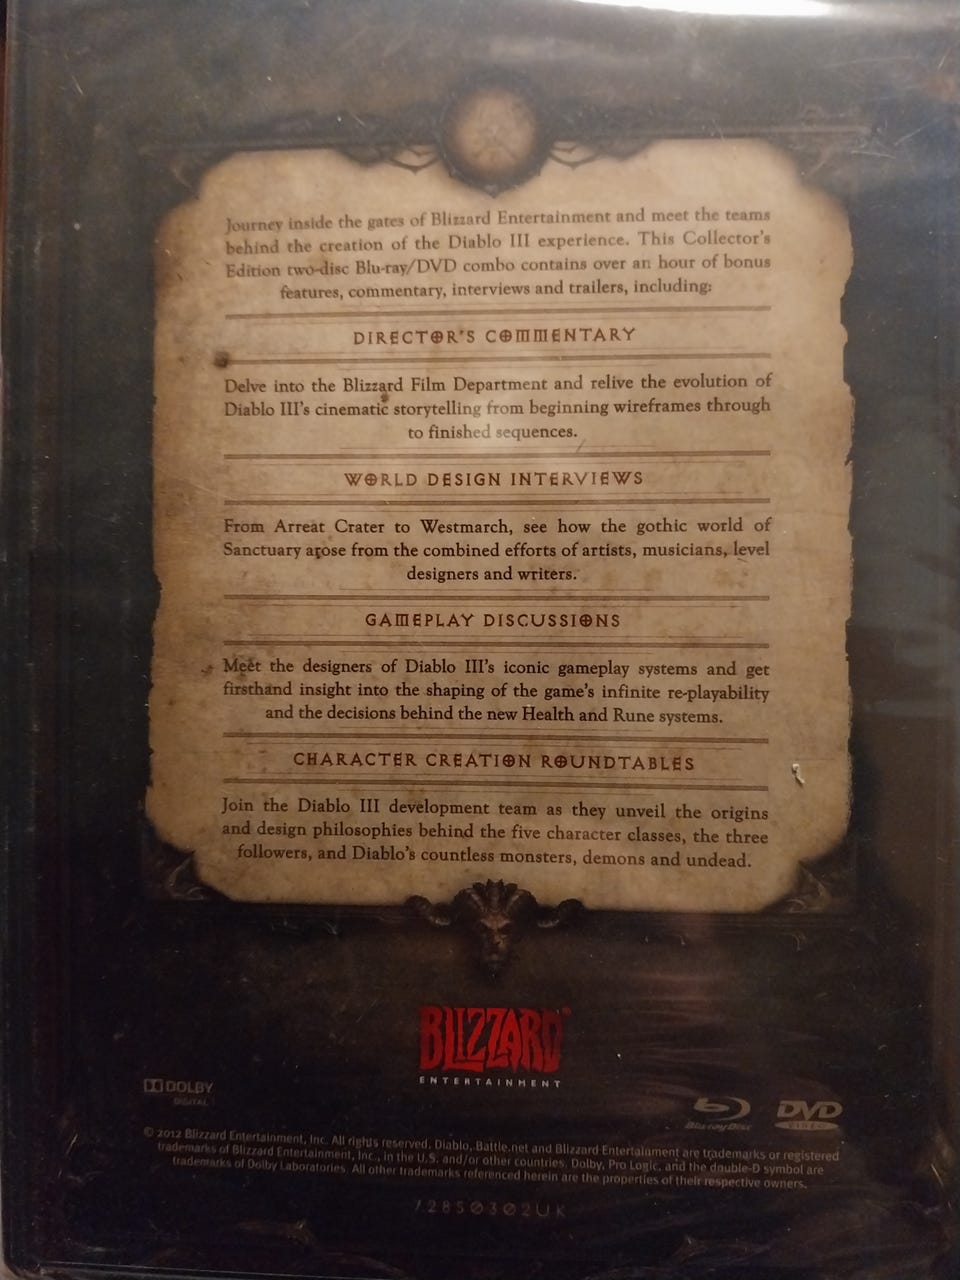 Journey inside the gates of Blizzard Entertainment and meet the teams
behind the creation of the Diablo III experience. This Collector's
Edition two-disc Blu-ray/DVD combo contains over an hour of bonus
features, commentary, interviews and trailers, including:
DIRECTOR'S COMMENTARY
Delve into the Blizzard Film Department and relive the evolution of
Diablo III's cinematic storytelling from beginning wireframes through
to finished sequences.
WORLD DESIGN INTERVIEWS
From Arreat Crater to Westmarch, see how the gothic world of
Sanctuary arose from the combined efforts of artists, musicians, level
designers and writers.
GAMEPLAY DISCUSSIONS
Meet the designers of Diablo III's iconic gameplay systems and get
firsthand insight into the shaping of the game's infinite re-playability
and the decisions behind the new Health and Rune systems.
CHARACTER CREATION ROUNDTABLES
Join the Diablo III development team as they unveil the origins
and design philosophies behind the five character classes, the three
followers, and Diablo's countless monsters, demons and undead.
BLIZZARD™
ENTERTAINMENT
DOLBY
DIGITAL
Blu-ray Disc
DVD
VIDEO
© 2012 Blizzard Entertainment, Inc. All rights reserved. Diablo, Battle.net and Blizzard Entertainment are trademarks or registered
trademarks of Blizzard Entertainment, Inc., in the U.S. and/or other countries. Dolby, Pro Logic, and the double-D symbol are
trademarks of Dolby Laboratories. All other trademarks referenced herein are the properties of their respective owners.
72850302UK